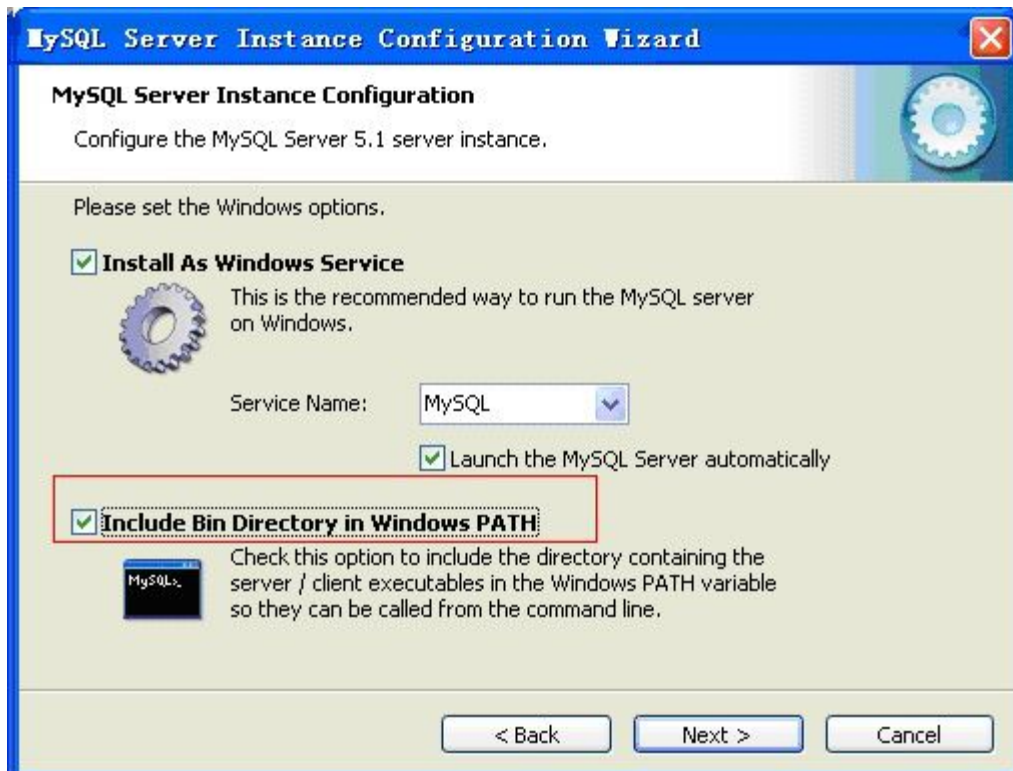 MySQL Server Instance Configuration Wizard
MySQL Server Instance Configuration
Configure the MySQL Server 5.1 server instance.
Please set the Windows options.
Install As Windows Service
This is the recommended way to run the MySQL server
on Windows.
Service Name: MySQL
Launch the MySQL Server automatically
Include Bin Directory in Windows PATH
MySQL>_
Check this option to include the directory containing the
server / client executables in the Windows PATH variable
so they can be called from the command line.
< Back Next > Cancel